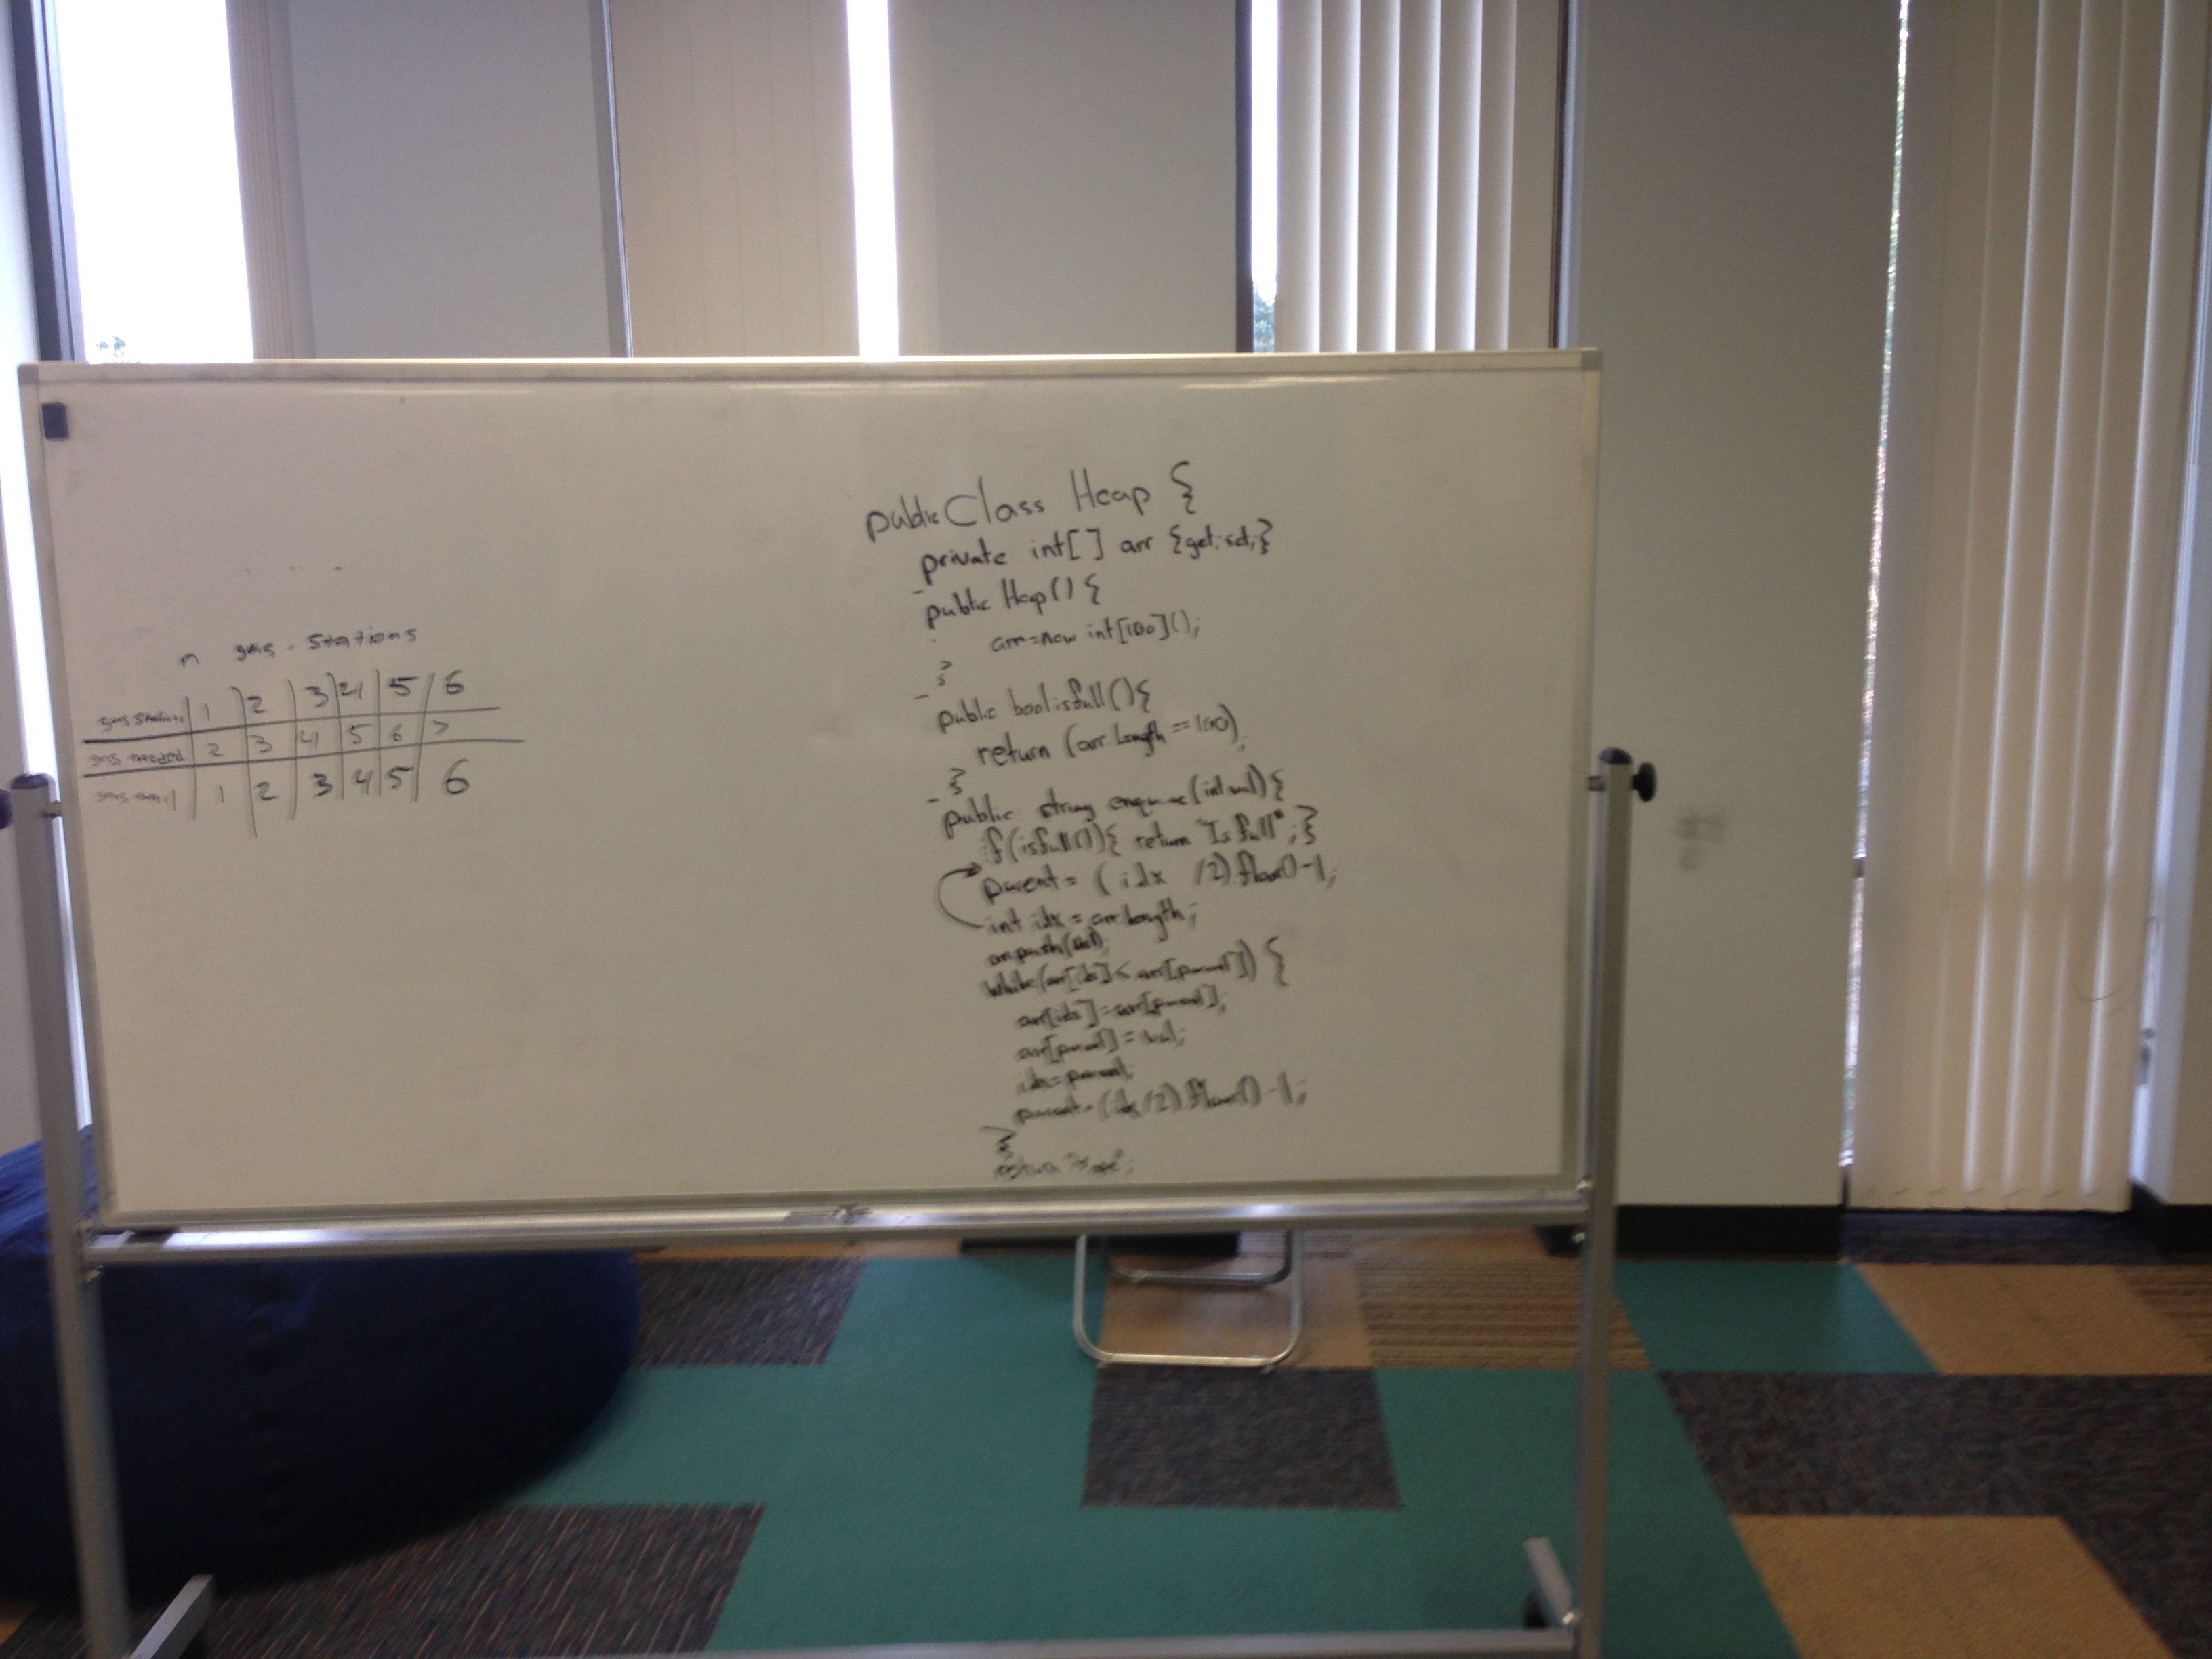 n gas stations
gas station 1 2 3 4 5 6
gas needed 2 3 4 5 6 7
1 2 3 4 5 6
public Class Heap {
private int[] arr {get; set;}
public Heap() {
arr=new int[100]();
}
public bool isfull(){
return (arr.Length == 100);
}
public string enqueue(int val){
if(isfull()){ return "Is full"; }
parent = (idx /2).floor()-1;
int idx = arr.Length;
arr.push(val);
while(arr[idx] < arr[parent]) {
arr[idx]=arr[parent];
arr[parent] = val;
idx=parent;
parent=(idx/2).floor()-1;
}
return